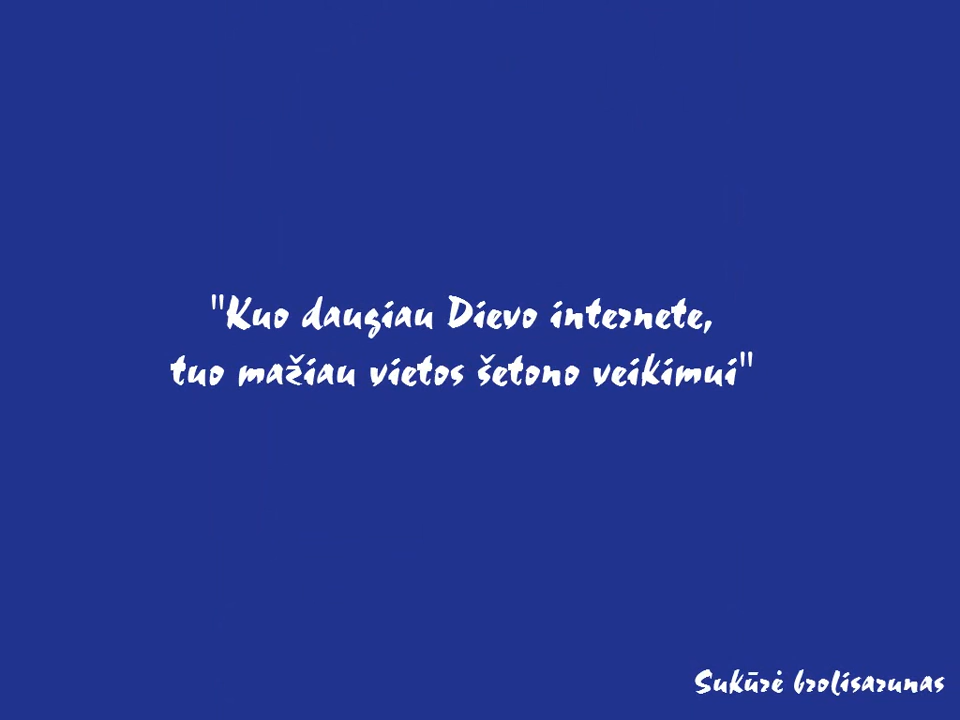 "Kuo daugiau Dievo internete,
tuo mažiau vietos šetono veikimui"
Sukūrė brolisarunas